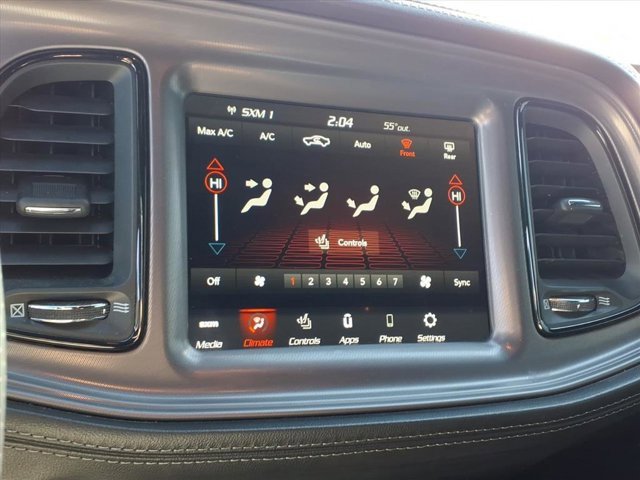 SXM 1 2:04 55° out.
Max A/C A/C Auto Front Rear
HI HI
Controls
Off 1 2 3 4 5 6 7 Sync
Media Climate Controls Apps Phone Settings